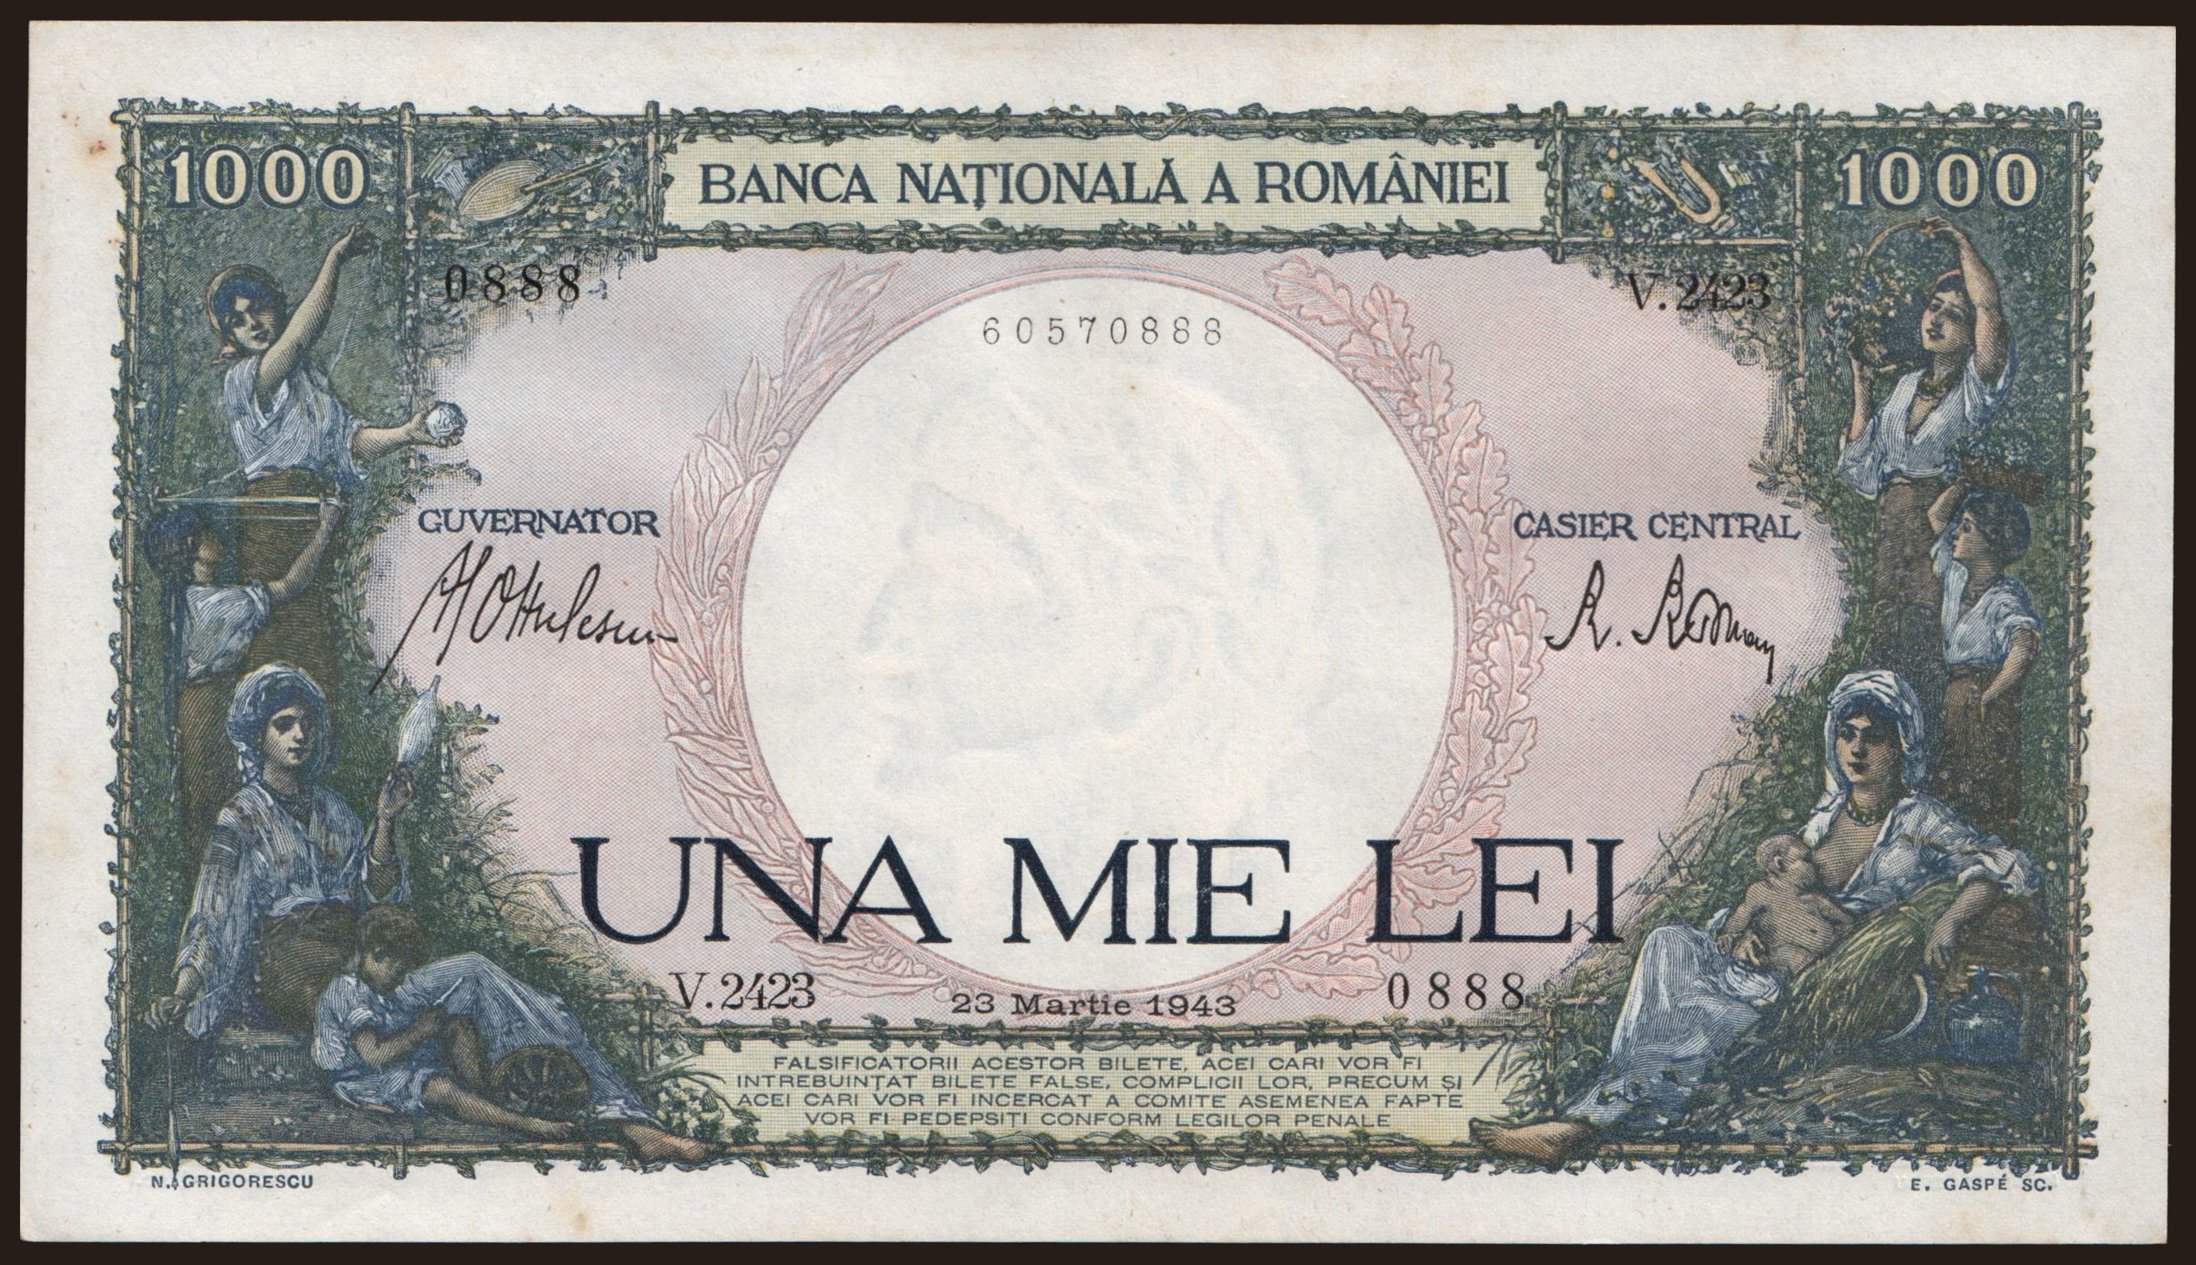 1000 BANCA NAȚIONALĂ A ROMÂNIEI 1000
0888 V.2423
60570888
GUVERNATOR CASIER CENTRAL
UNA MIE LEI
V.2423 23 Martie 1943 0888
FALSIFICATORII ACESTOR BILETE, ACEI CARI VOR FI
INTREBUINȚAT BILETE FALSE, COMPLICII LOR, PRECUM ȘI
ACEI CARI VOR FI INCERCAT A COMITE ASEMENEA FAPTE
VOR FI PEDEPSIȚI CONFORM LEGILOR PENALE
N. GRIGORESCU E. GASPÉ SC.